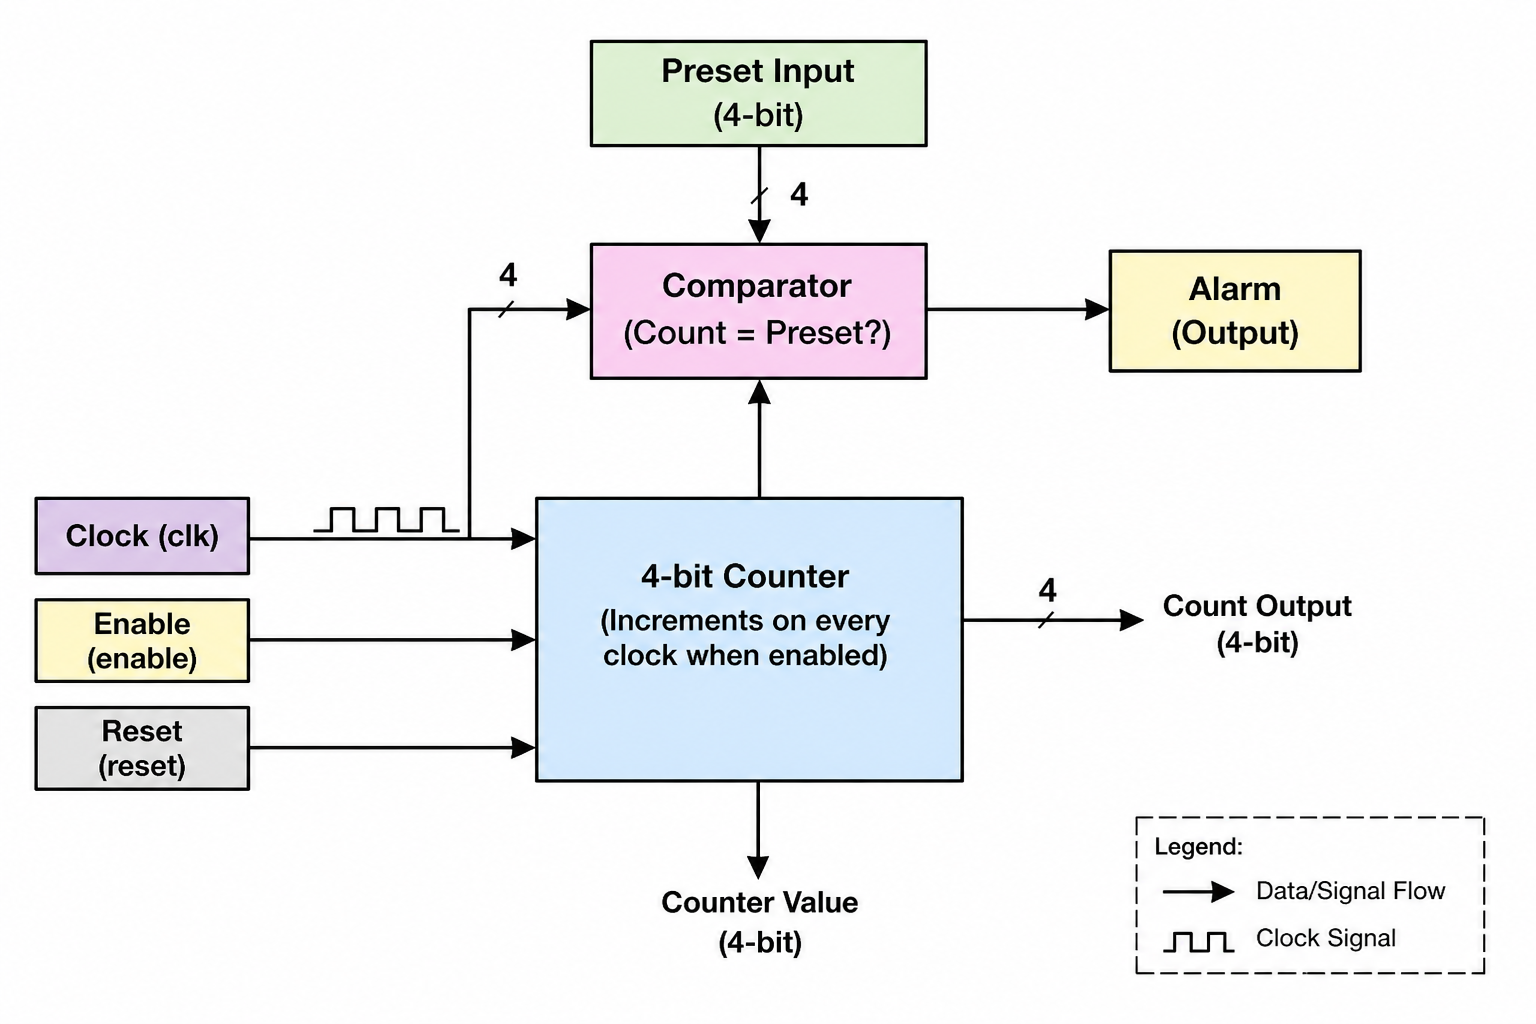 Preset Input
(4-bit)
4
4
Comparator
(Count = Preset?)
Alarm
(Output)
Clock (clk)
Enable
(enable)
Reset
(reset)
4-bit Counter
(Increments on every
clock when enabled)
4
Count Output
(4-bit)
Counter Value
(4-bit)
Legend:
Data/Signal Flow
Clock Signal